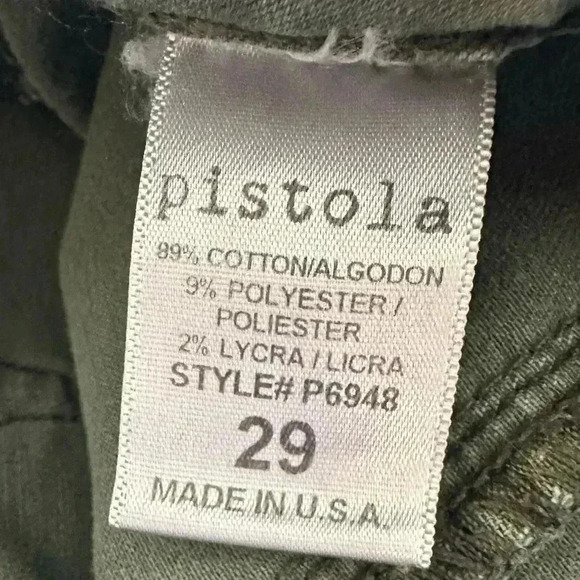 pistola
89% COTTON/ALGODON
9% POLYESTER /
POLIESTER
2% LYCRA / LICRA
STYLE# P6948
29
MADE IN U.S.A.